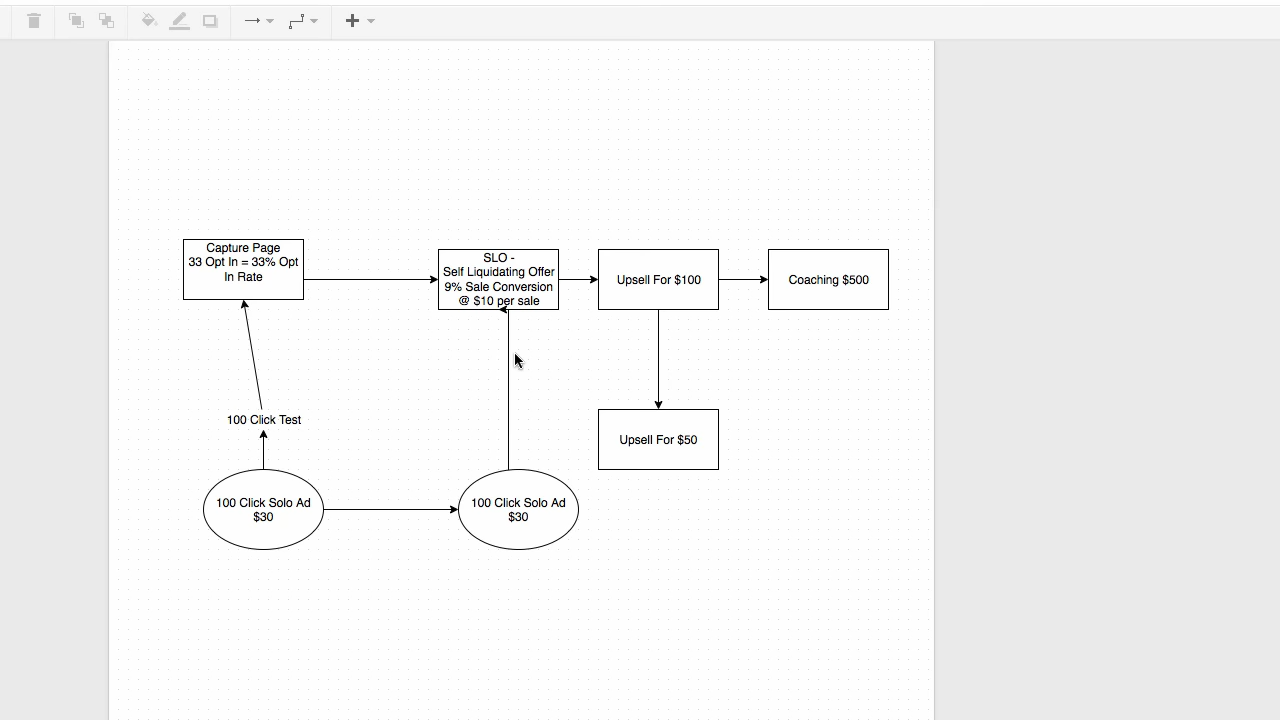 Capture Page
33 Opt In = 33% Opt
In Rate
SLO -
Self Liquidating Offer
9% Sale Conversion
@ $10 per sale
Upsell For $100
Coaching $500
100 Click Test
Upsell For $50
100 Click Solo Ad
$30
100 Click Solo Ad
$30